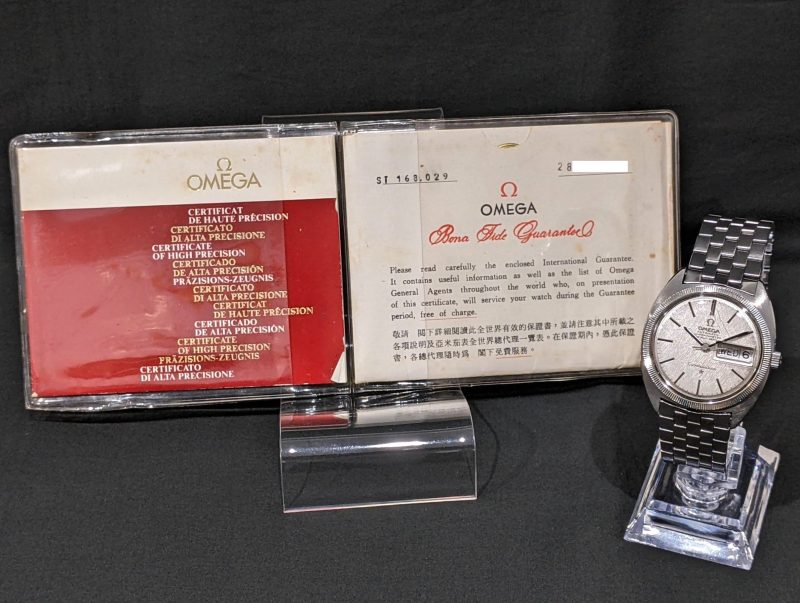 Ω
OMEGA
CERTIFICAT
DE HAUTE PRÉCISION
CERTIFICATO
DI ALTA PRECISIONE
CERTIFICATE
OF HIGH PRECISION
CERTIFICADO
DE ALTA PRECISIÓN
PRÄZISIONS-ZEUGNIS
CERTIFICATO
DI ALTA PRECISIONE
CERTIFICAT
DE HAUTE PRÉCISION
CERTIFICADO
DE ALTA PRECISIÓN
CERTIFICATE
OF HIGH PRECISION
PRÄZISIONS-ZEUGNIS
CERTIFICATO
DI ALTA PRECISIONE
ST 168.029
28
Ω
OMEGA
Bona Fide Guarantee
Please read carefully the enclosed International Guarantee.
It contains useful information as well as the list of Omega
General Agents throughout the world who, on presentation
of this certificate, will service your watch during the Guarantee
period, free of charge.
敬請 閣下詳細閱讀此全世界有效的保證書，並請注意其中所載之
各項說明及亞米茄表全世界總代理一覽表。在保證期內，憑此保證
書，各總代理隨時爲 閣下免費服務。
OMEGA
WED 6